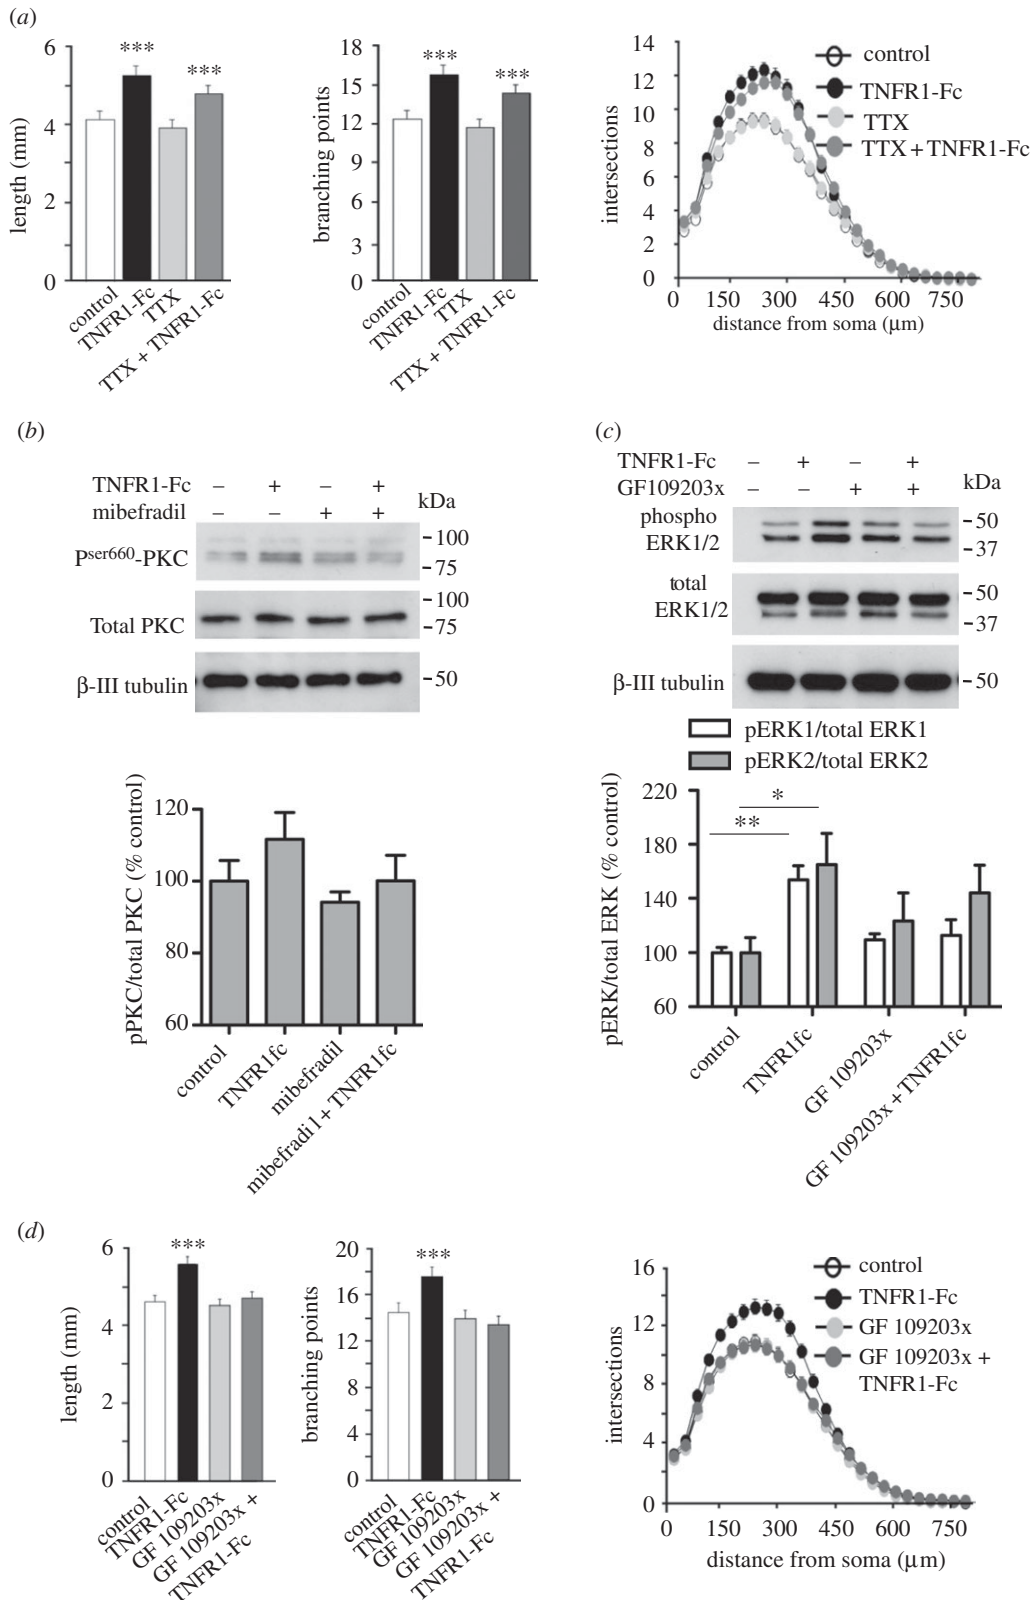 (a)
6
4
2
0
length (mm)
***
***
control
TNFR1-Fc
TTX
TTX + TNFR1-Fc
18
15
12
9
6
3
0
branching points
***
***
control
TNFR1-Fc
TTX
TTX + TNFR1-Fc
14
12
10
8
6
4
2
0
intersections
control
TNFR1-Fc
TTX
TTX + TNFR1-Fc
0 150 300 450 600 750
distance from soma (μm)
(b)
TNFR1-Fc – + – +
mibefradil – – + + kDa
Pser660-PKC
-100
-75
Total PKC
-100
-75
β-III tubulin
-50
120
100
80
60
pPKC/total PKC (% control)
control
TNFR1fc
mibefradil
mibefradil + TNFR1fc
(c)
TNFR1-Fc – + – +
GF109203x – – + + kDa
phospho
ERK1/2
-50
-37
total
ERK1/2
-50
-37
β-III tubulin
-50
pERK1/total ERK1
pERK2/total ERK2
220
180
140
100
60
pERK/total ERK (% control)
*
**
control
TNFR1fc
GF 109203x
GF 109203x + TNFR1fc
(d)
6
4
2
0
length (mm)
***
control
TNFR1-Fc
GF 109203x
GF 109203x +
TNFR1-Fc
20
16
12
8
4
0
branching points
***
control
TNFR1-Fc
GF 109203x
GF 109203x +
TNFR1-Fc
16
12
8
4
0
intersections
control
TNFR1-Fc
GF 109203x
GF 109203x +
TNFR1-Fc
0 150 300 450 600 750
distance from soma (μm)